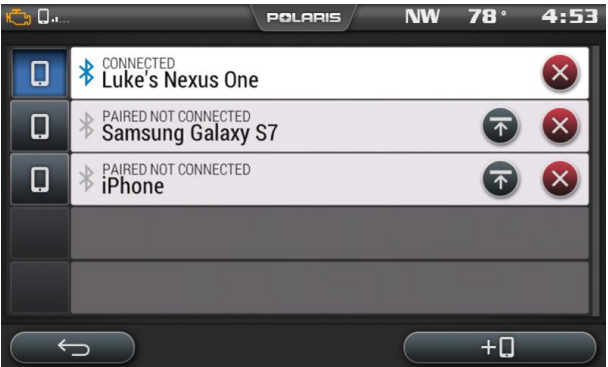 POLARIS NW 78° 4:53
CONNECTED
Luke's Nexus One
PAIRED NOT CONNECTED
Samsung Galaxy S7
PAIRED NOT CONNECTED
iPhone